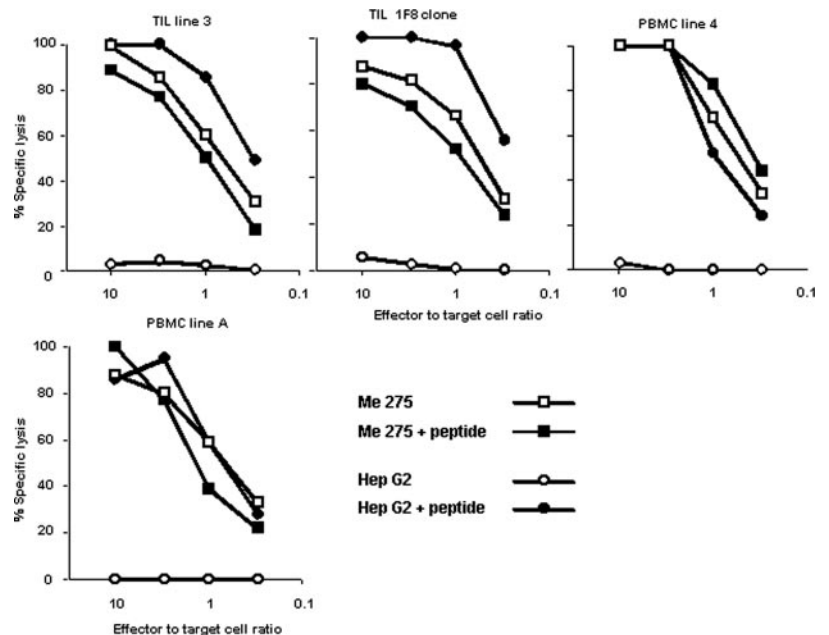 TIL line 3
TIL 1F8 clone
PBMC line 4
% Specific lysis
100
80
60
40
20
0
10 1 0.1
10 1 0.1
10 1 0.1
Effector to target cell ratio
PBMC line A
% Specific lysis
100
80
60
40
20
0
10 1 0.1
Effector to target cell ratio
Me 275
Me 275 + peptide
Hep G2
Hep G2 + peptide